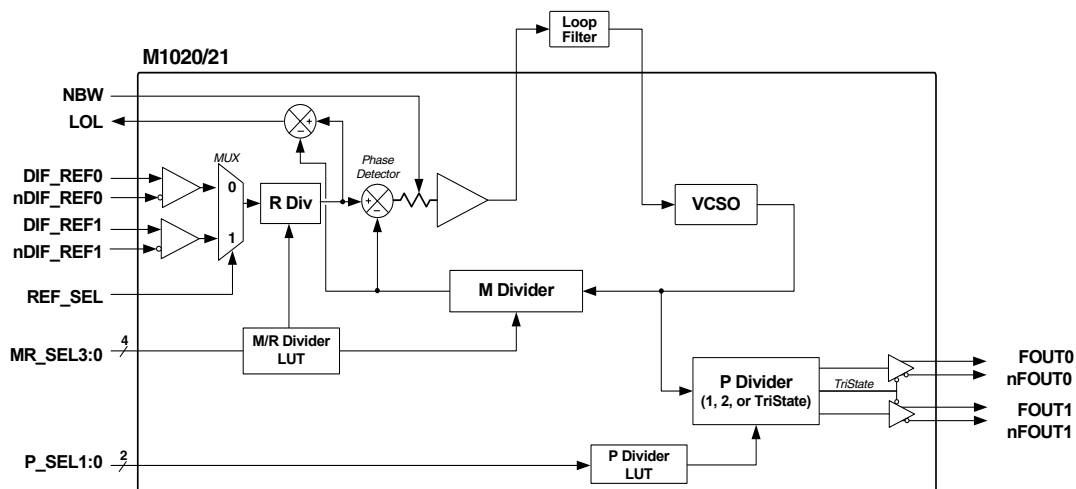 Loop
Filter
M1020/21
NBW
LOL
MUX
Phase
Detector
DIF_REF0
nDIF_REF0
0
R Div
+
−
+
−
VCSO
DIF_REF1
nDIF_REF1
1
REF_SEL
M Divider
MR_SEL3:0
4
M/R Divider
LUT
P Divider
(1, 2, or TriState)
TriState
FOUT0
nFOUT0
FOUT1
nFOUT1
P_SEL1:0
2
P Divider
LUT